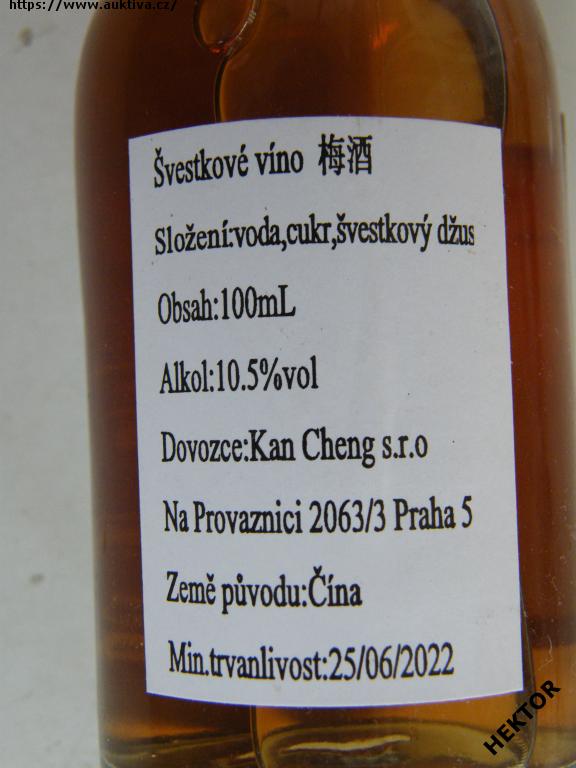 https://www.auktiva.cz/
Švestkové víno 梅酒
Složení:voda,cukr,švestkový džus
Obsah:100mL
Alkol:10.5%vol
Dovozce:Kan Cheng s.r.o
Na Provaznici 2063/3 Praha 5
Země původu:Čína
Min.trvanlivost:25/06/2022
HEKTOR